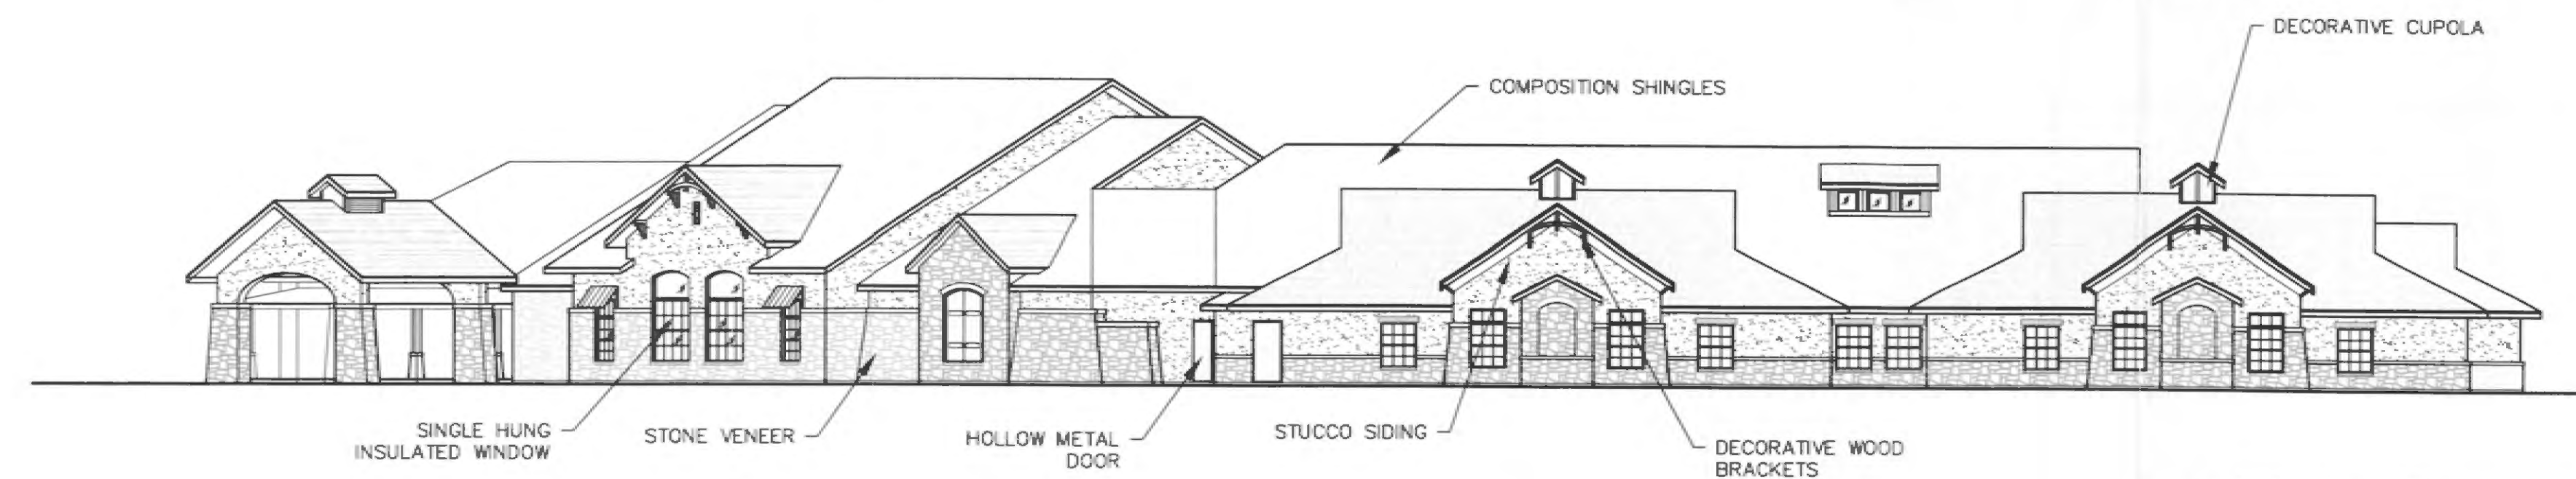 DECORATIVE CUPOLA
COMPOSITION SHINGLES
SINGLE HUNG
INSULATED WINDOW
STONE VENEER
HOLLOW METAL
DOOR
STUCCO SIDING
DECORATIVE WOOD
BRACKETS